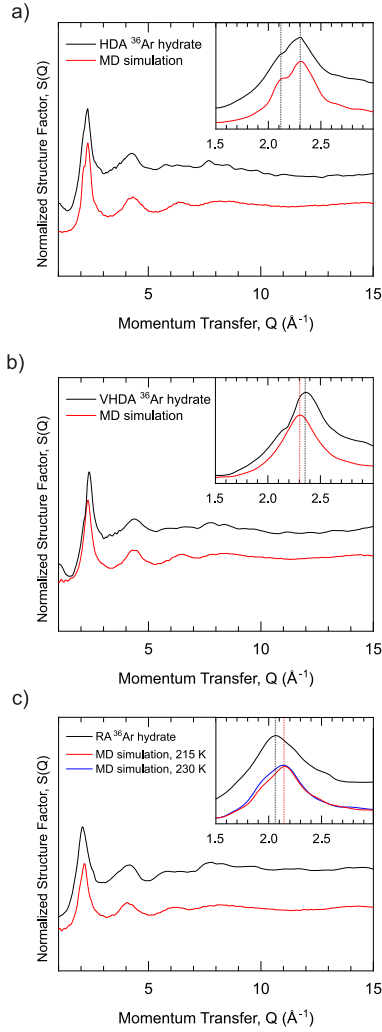 a)
HDA ³⁶Ar hydrate
MD simulation
1.5 2.0 2.5
Normalized Structure Factor, S(Q)
5 10 15
Momentum Transfer, Q (Å⁻¹)
b)
VHDA ³⁶Ar hydrate
MD simulation
1.5 2.0 2.5
Normalized Structure Factor, S(Q)
5 10 15
Momentum Transfer, Q (Å⁻¹)
c)
RA ³⁶Ar hydrate
MD simulation, 215 K
MD simulation, 230 K
1.5 2.0 2.5
Normalized Structure Factor, S(Q)
5 10 15
Momentum Transfer, Q (Å⁻¹)